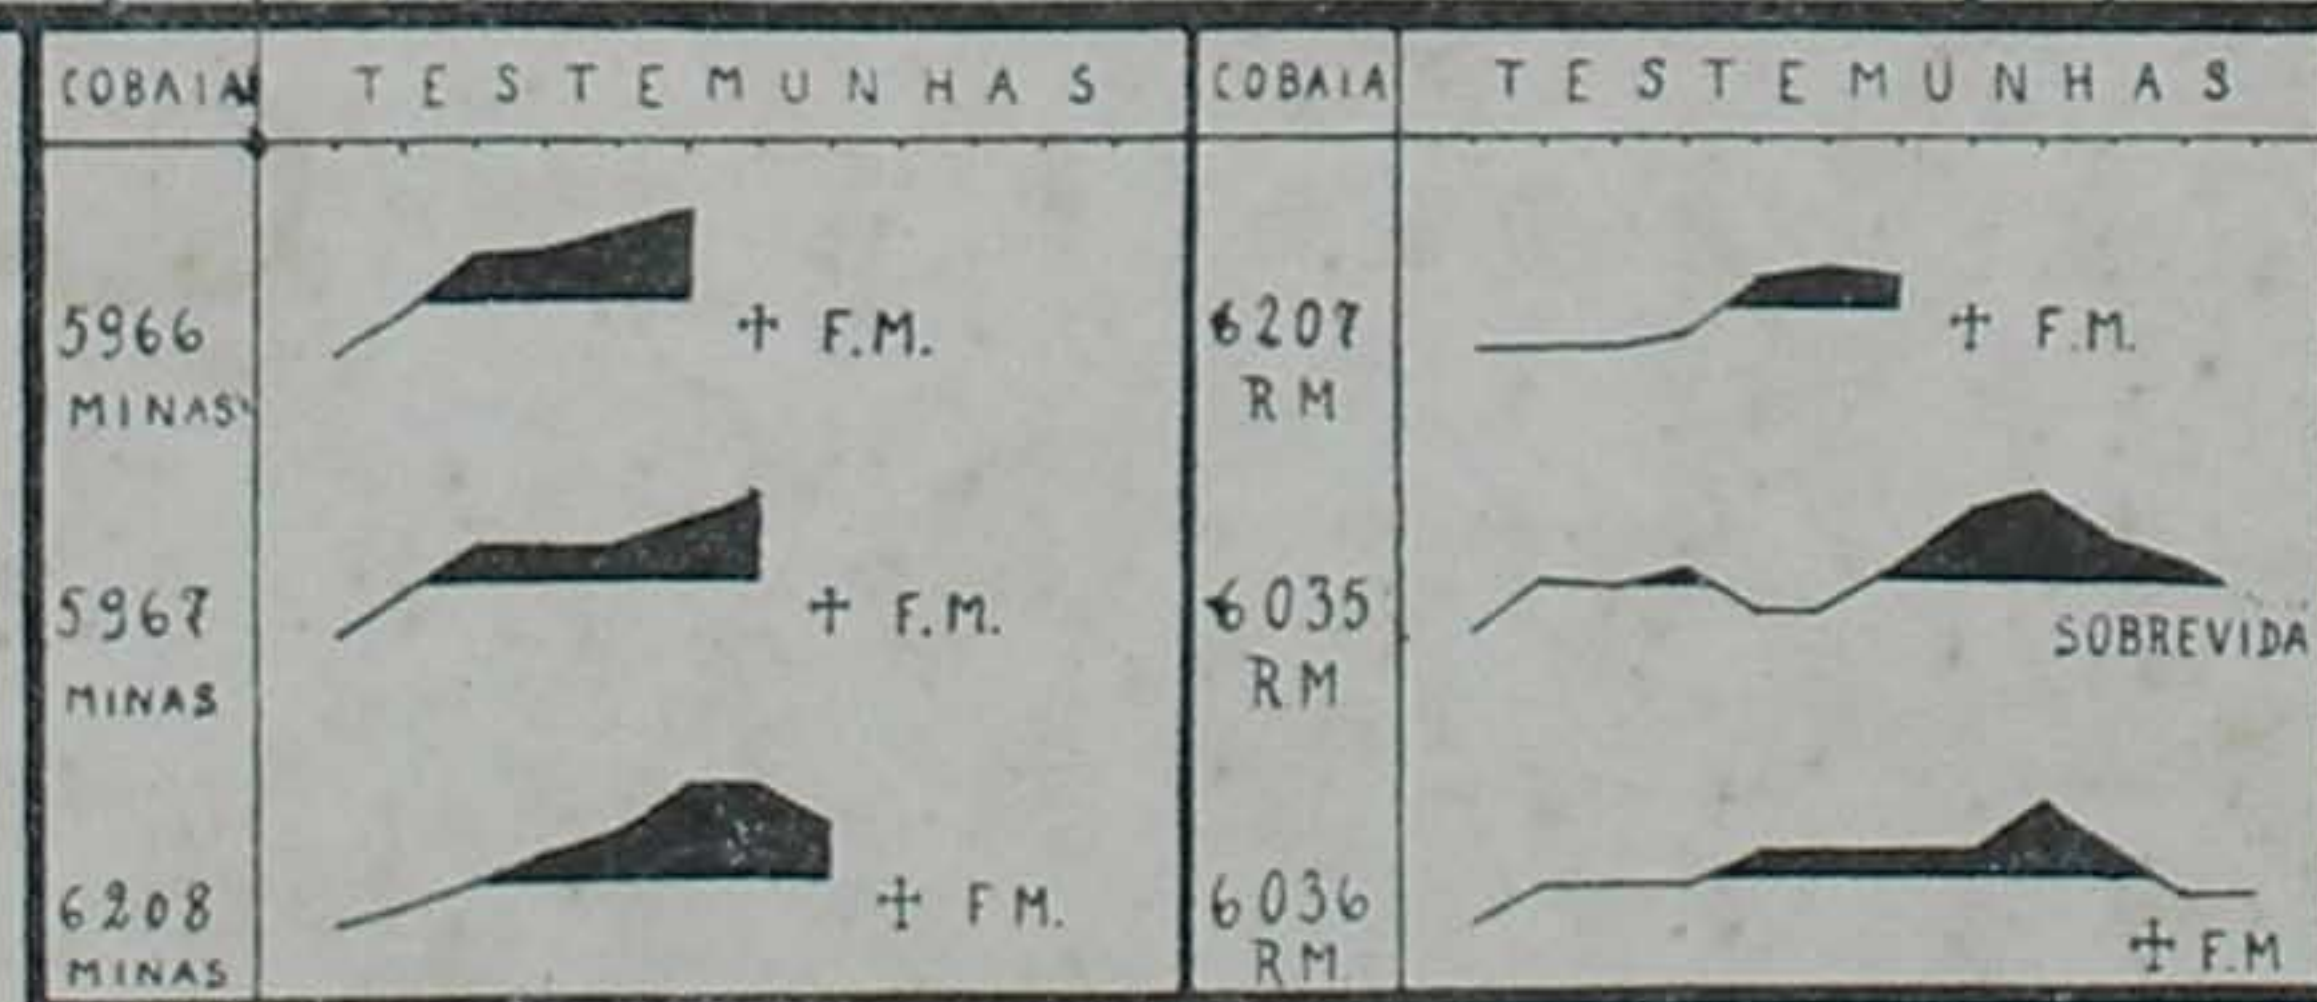 COBAIA TESTEMUNHAS
5966 ☩ F.M.
MINAS
5967 ☩ F.M.
MINAS
6208 ☩ F M.
MINAS
COBAIA TESTEMUNHAS
6207 ☩ F.M.
RM
6035 SOBREVIDA
RM
6036 ☩ F.M
RM